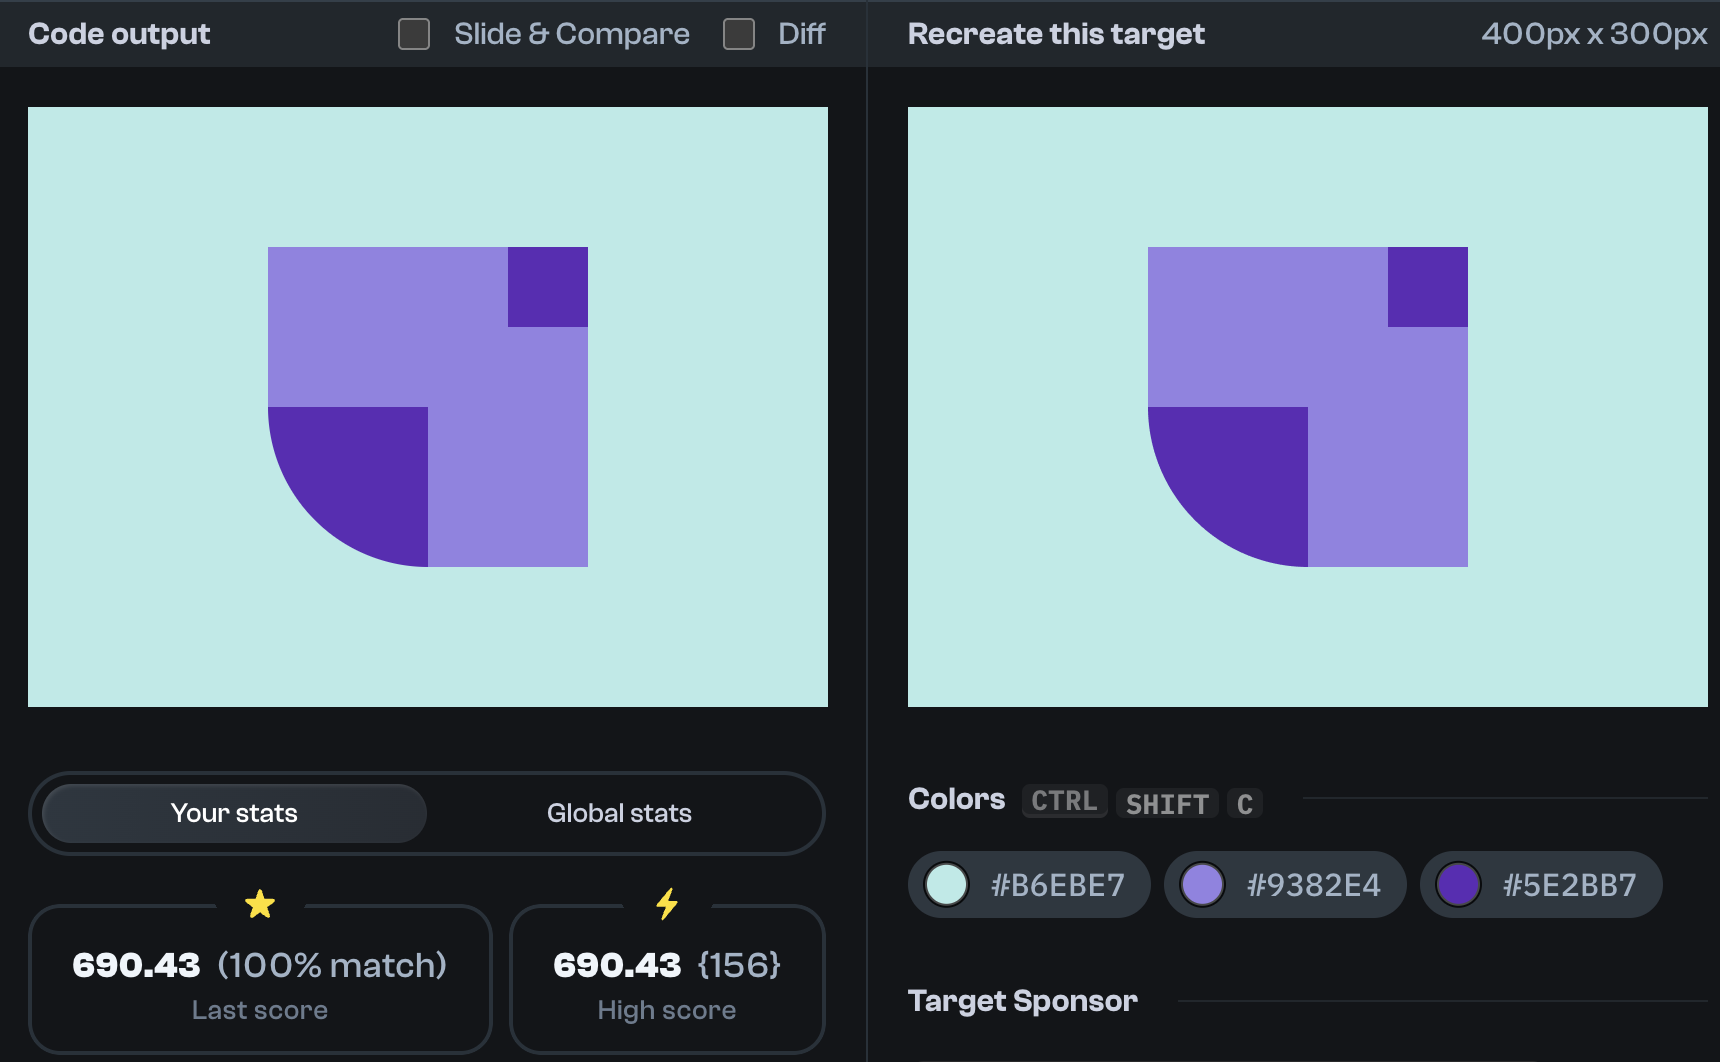 Code output
Slide & Compare
Diff
Recreate this target
400px x 300px
Your stats
Global stats
690.43 (100% match)
Last score
690.43 {156}
High score
Colors CTRL SHIFT C
#B6EBE7
#9382E4
#5E2BB7
Target Sponsor